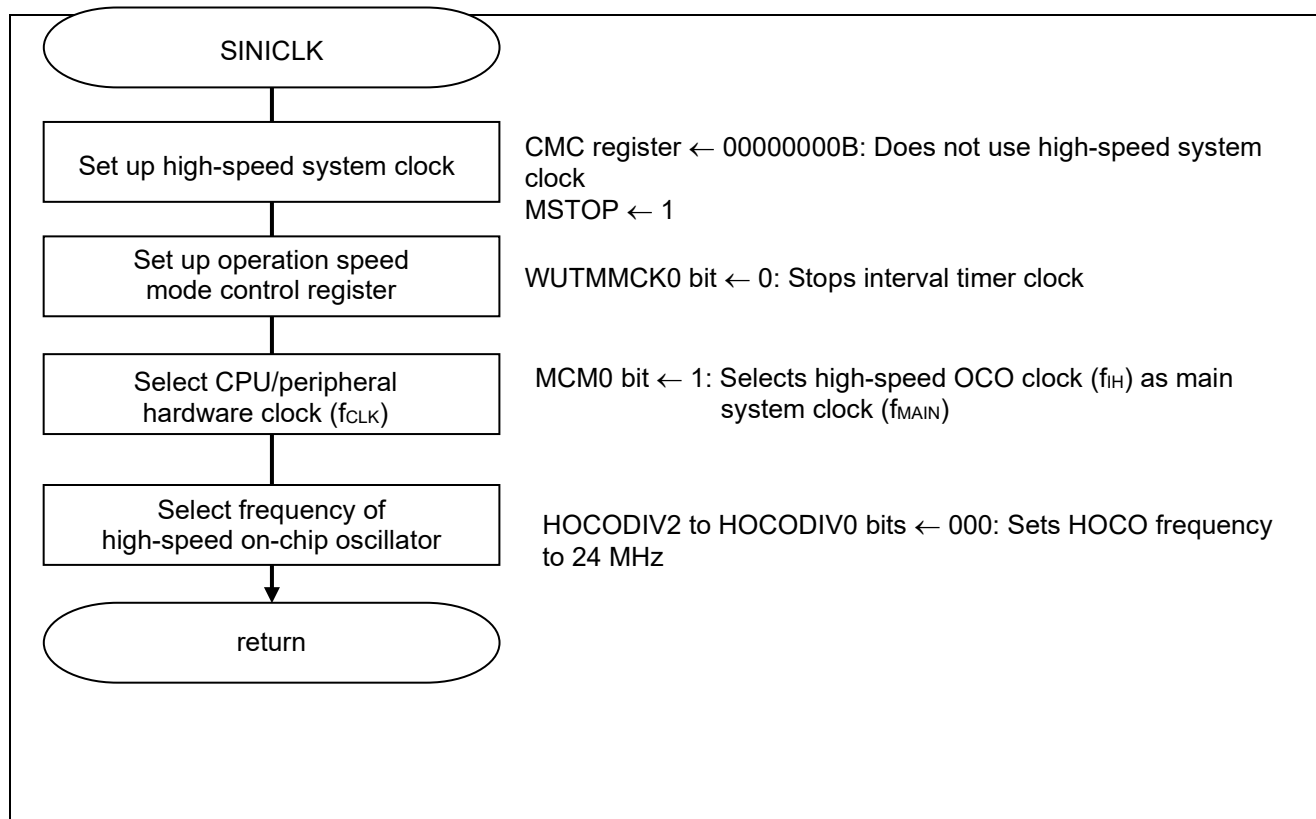 SINICLK
Set up high-speed system clock
CMC register ← 00000000B: Does not use high-speed system
clock
MSTOP ← 1
Set up operation speed
mode control register
WUTMMCK0 bit ← 0: Stops interval timer clock
Select CPU/peripheral
hardware clock (fCLK)
MCM0 bit ← 1: Selects high-speed OCO clock (fIH) as main
system clock (fMAIN)
Select frequency of
high-speed on-chip oscillator
HOCODIV2 to HOCODIV0 bits ← 000: Sets HOCO frequency
to 24 MHz
return